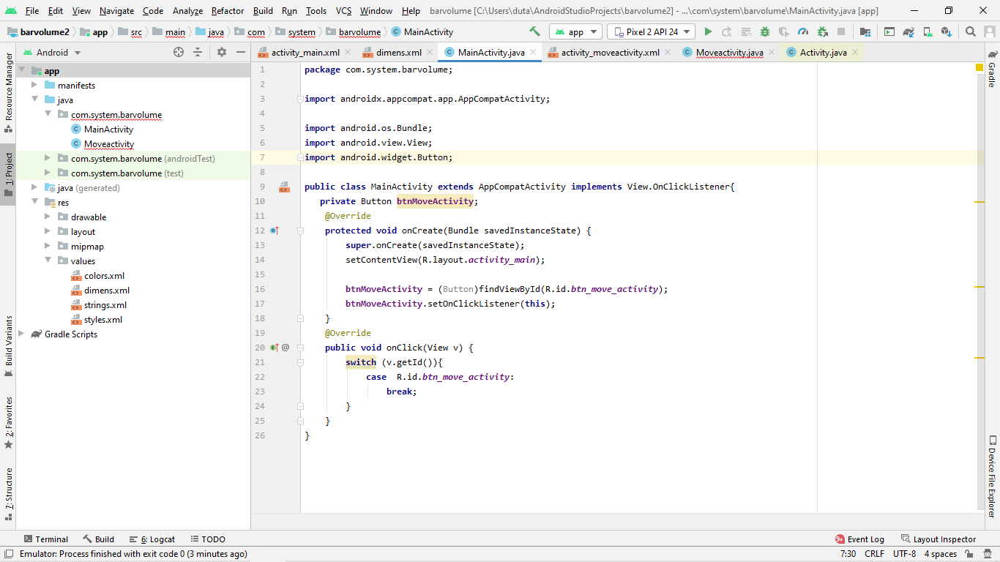 File Edit View Navigate Code Analyze Refactor Build Run Tools VCS Window Help barvolume [C:\Users\duta\AndroidStudioProjects\barvolume2] - ...\com\system\barvolume\MainActivity.java [app]
barvolume2 app src main java com system barvolume MainActivity app Pixel 2 API 24
Android
activity_main.xml dimens.xml MainActivity.java activity_moveactivity.xml Moveactivity.java Activity.java
Resource Manager
1: Project
Build Variants
2: Favorites
7: Structure
app
manifests
java
com.system.barvolume
MainActivity
Moveactivity
com.system.barvolume (androidTest)
com.system.barvolume (test)
java (generated)
res
drawable
layout
mipmap
values
colors.xml
dimens.xml
strings.xml
styles.xml
Gradle Scripts
1 package com.system.barvolume;
2
3 import androidx.appcompat.app.AppCompatActivity;
4
5 import android.os.Bundle;
6 import android.view.View;
7 import android.widget.Button;
8
9 public class MainActivity extends AppCompatActivity implements View.OnClickListener{
10 private Button btnMoveActivity;
11 @Override
12 protected void onCreate(Bundle savedInstanceState) {
13 super.onCreate(savedInstanceState);
14 setContentView(R.layout.activity_main);
15
16 btnMoveActivity = (Button)findViewById(R.id.btn_move_activity);
17 btnMoveActivity.setOnClickListener(this);
18 }
19 @Override
20 @ public void onClick(View v) {
21 switch (v.getId()){
22 case R.id.btn_move_activity:
23 break;
24 }
25 }
26 }
Gradle
Device File Explorer
Terminal Build 6: Logcat TODO 9+ Event Log Layout Inspector
Emulator: Process finished with exit code 0 (3 minutes ago) 7:30 CRLF UTF-8 4 spaces